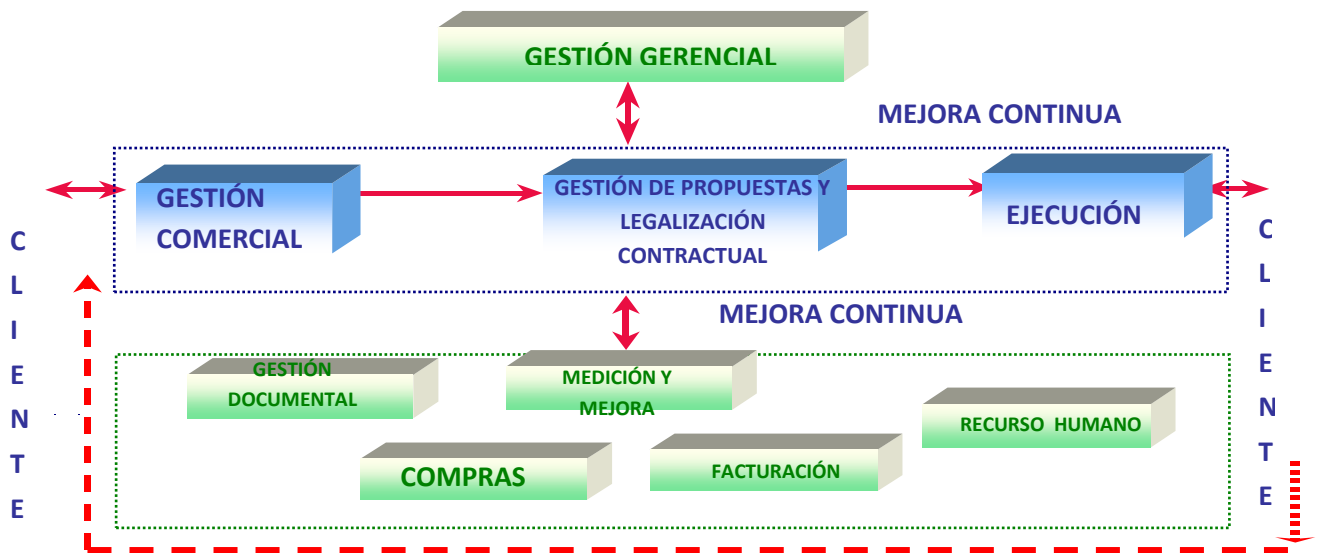 GESTIÓN GERENCIAL
MEJORA CONTINUA
GESTIÓN
COMERCIAL
GESTIÓN DE PROPUESTAS Y
LEGALIZACIÓN
CONTRACTUAL
EJECUCIÓN
C
L
I
E
N
T
E
C
L
I
E
N
T
E
MEJORA CONTINUA
GESTIÓN
DOCUMENTAL
MEDICIÓN Y
MEJORA
RECURSO HUMANO
COMPRAS
FACTURACIÓN